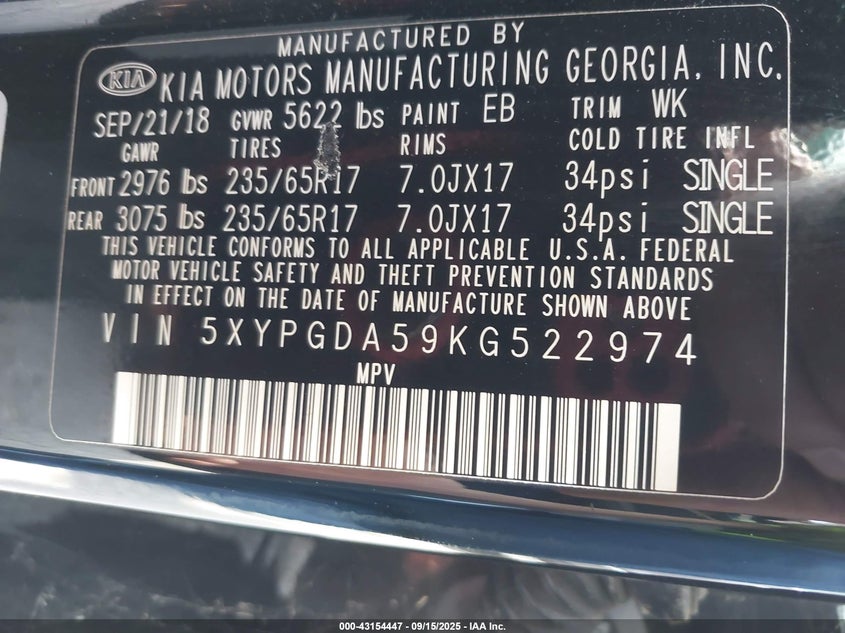 MANUFACTURED BY
KIA KIA MOTORS MANUFACTURING GEORGIA, INC.
SEP/21/18 GVWR 5622 lbs PAINT EB TRIM WK
GAWR TIRES RIMS COLD TIRE INFL
FRONT 2976 lbs 235/65R17 7.0JX17 34psi SINGLE
REAR 3075 lbs 235/65R17 7.0JX17 34psi SINGLE
THIS VEHICLE CONFORMS TO ALL APPLICABLE U.S.A. FEDERAL
MOTOR VEHICLE SAFETY AND THEFT PREVENTION STANDARDS
IN EFFECT ON THE DATE OF MANUFACTURE SHOWN ABOVE
VIN 5XYPGDA59KG522974
MPV
000-43154447 - 09/15/2025 - IAA Inc.